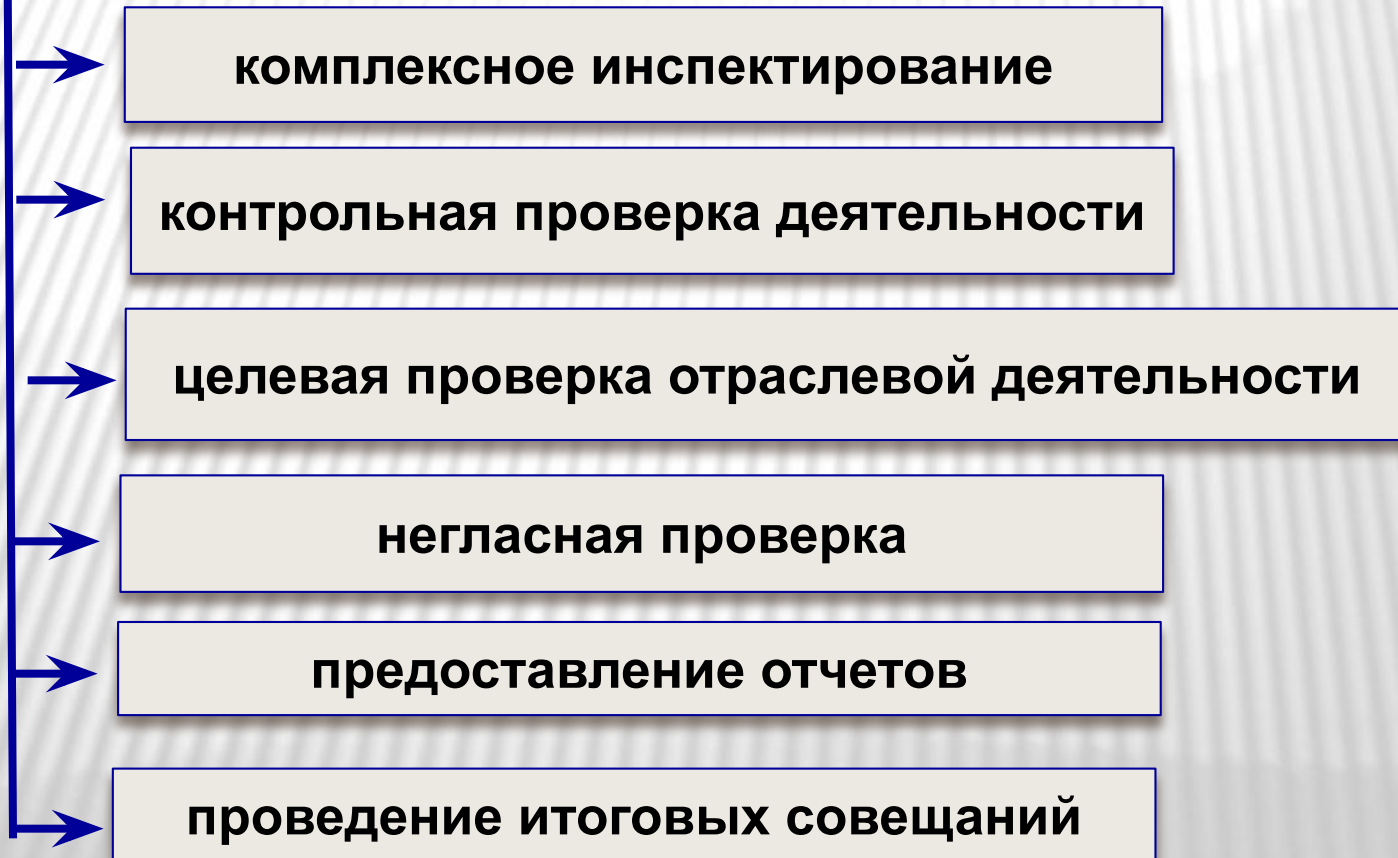 комплексное инспектирование
контрольная проверка деятельности
целевая проверка отраслевой деятельности
негласная проверка
предоставление отчетов
проведение итоговых совещаний